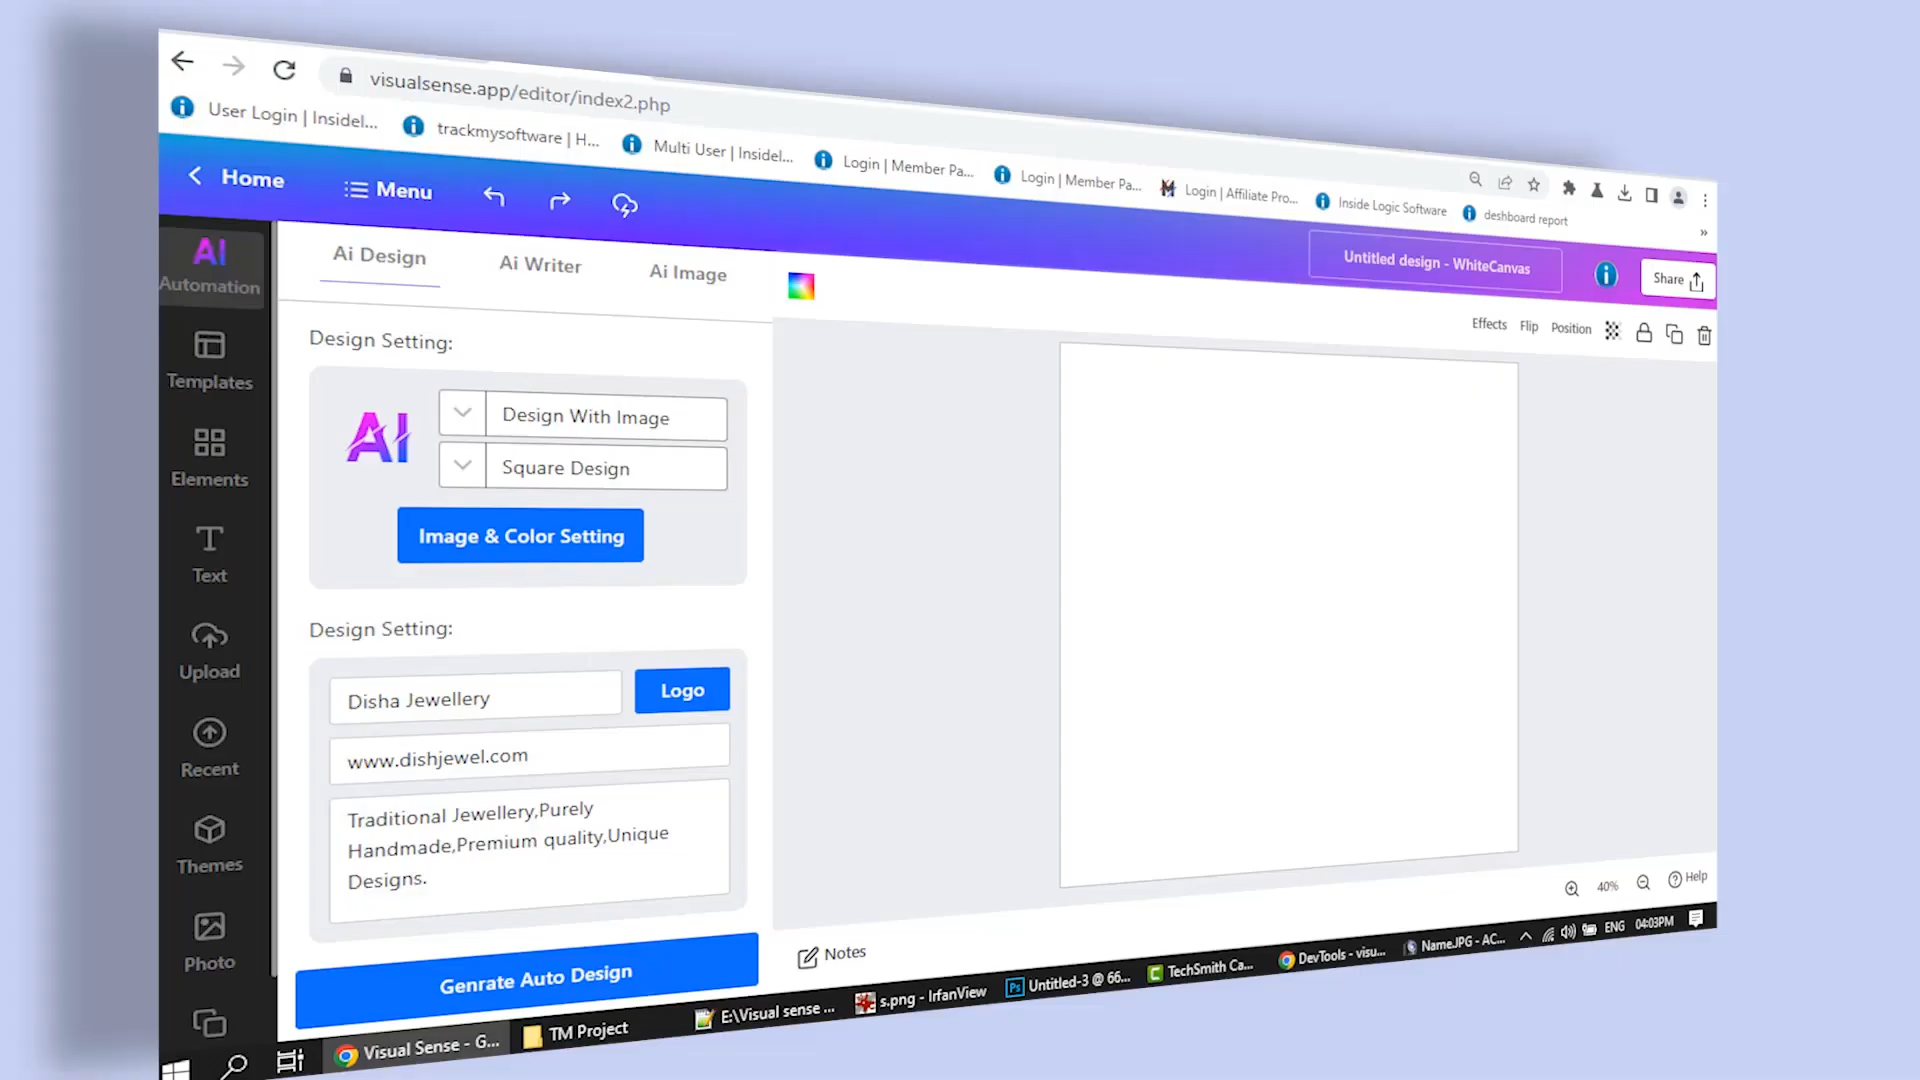 visualsense.app/editor/index2.php
User Login | Insidel...
trackmysoftware | H...
Multi User | Insidel...
Login | Member Pa...
Login | Member Pa...
Login | Affiliate Pro...
Inside Logic Software
deshboard report
»
Home
Menu
Untitled design - WhiteCanvas
Share
AI
Automation
Templates
Elements
Text
Upload
Recent
Themes
Photo
Ai Design
Ai Writer
Ai Image
Effects
Flip
Position
Design Setting:
AI
Design With Image
Square Design
Image & Color Setting
Design Setting:
Disha Jewellery
Logo
www.dishjewel.com
Traditional Jewellery,Purely
Handmade,Premium quality,Unique
Designs.
Genrate Auto Design
Notes
40%
Help
Visual Sense - G...
TM Project
E:\Visual sense ...
s.png - IrfanView
Ps
Untitled-3 @ 66...
C
TechSmith Ca...
DevTools - visu...
NameJPG - AC...
ENG
04:03PM